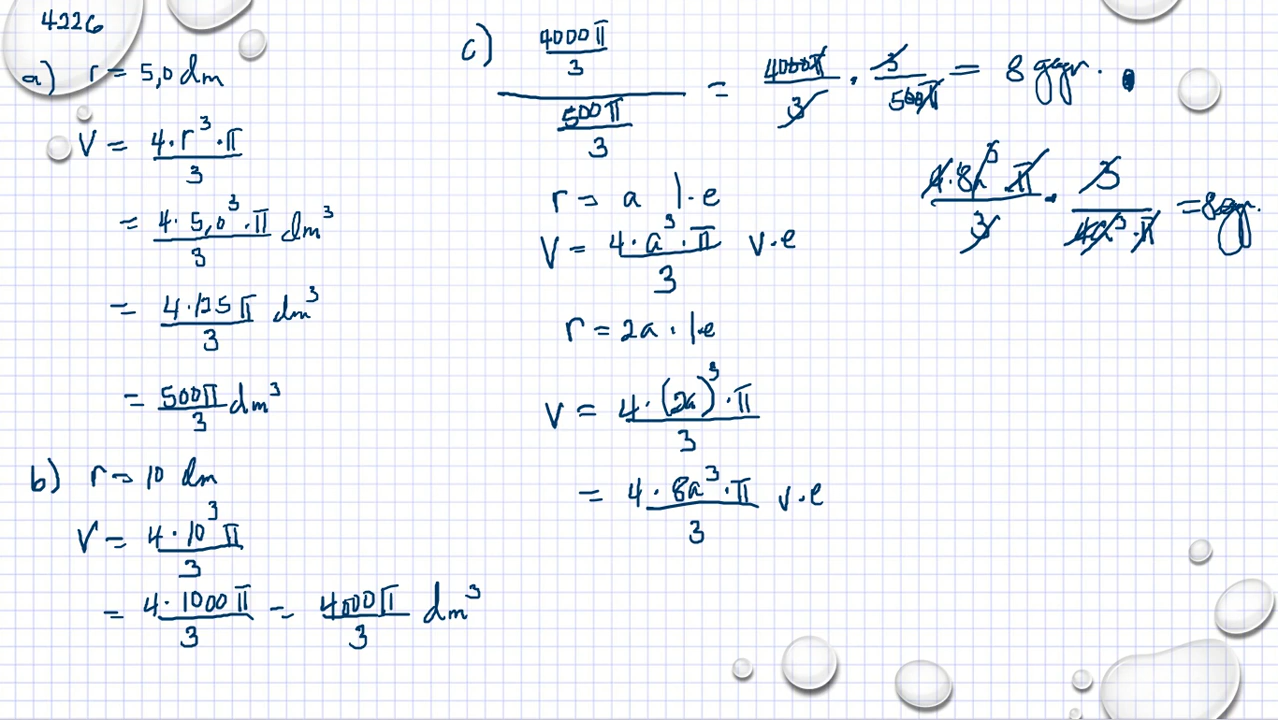 4226
a) r = 5,0 dm
V = 4·r³·π / 3
= 4·5,0³·π / 3 dm³
= 4·125π / 3 dm³
= 500π / 3 dm³
b) r = 10 dm
V = 4·10³π / 3
= 4·1000π / 3 = 4000π / 3 dm³
c) 4000π / 3 / 500π / 3 = 4000π / 3 · 3 / 500π = 8 ggr.
r = a l·e
V = 4·a³·π / 3 v·e
r = 2a · l·e
V = 4·(2a)³·π / 3
= 4·8a³·π / 3 v·e
4·8a³·π / 3 · 3 / 4a³·π = 8 ggr.